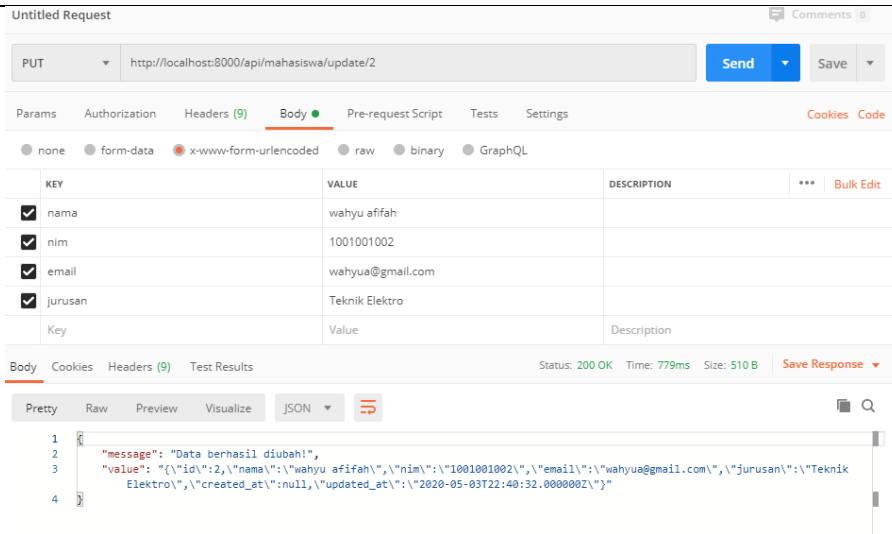 Untitled Request
Comments 0
PUT http://localhost:8000/api/mahasiswa/update/2 Send Save
Params Authorization Headers (9) Body Pre-request Script Tests Settings Cookies Code
none form-data x-www-form-urlencoded raw binary GraphQL
KEY VALUE DESCRIPTION ••• Bulk Edit
nama wahyu afifah
nim 1001001002
email wahyua@gmail.com
jurusan Teknik Elektro
Key Value Description
Body Cookies Headers (9) Test Results Status: 200 OK Time: 779ms Size: 510 B Save Response
Pretty Raw Preview Visualize JSON
1 {
2 "message": "Data berhasil diubah!",
3 "value": "{\"id\":2,\"nama\":\"wahyu afifah\",\"nim\":\"1001001002\",\"email\":\"wahyua@gmail.com\",\"jurusan\":\"Teknik
Elektro\",\"created_at\":null,\"updated_at\":\"2020-05-03T22:40:32.000000Z\"}"
4 }